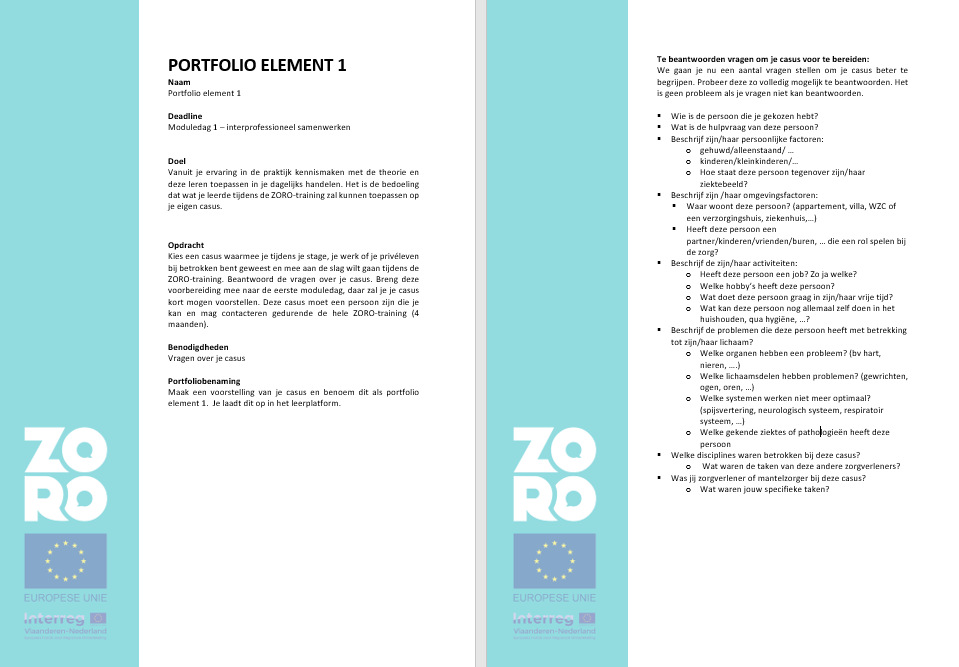 PORTFOLIO ELEMENT 1
Naam
Portfolio element 1
Deadline
Moduledag 1 – interprofessioneel samenwerken
Doel
Vanuit je ervaring in de praktijk kennismaken met de theorie en
deze leren toepassen in je dagelijks handelen. Het is de bedoeling
dat wat je leerde tijdens de ZORO-training zal kunnen toepassen op
je eigen casus.
Opdracht
Kies een casus waarmee je tijdens je stage, je werk of je privéleven
bij betrokken bent geweest en mee aan de slag wilt gaan tijdens de
ZORO-training. Beantwoord de vragen over je casus. Breng deze
voorbereiding mee naar de eerste moduledag, daar zal je je casus
kort mogen voorstellen. Deze casus moet een persoon zijn die je
kan en mag contacteren gedurende de hele ZORO-training (4
maanden).
Benodigdheden
Vragen over je casus
Portfoliobenaming
Maak een voorstelling van je casus en benoem dit als portfolio
element 1. Je laadt dit op in het leerplatform.
ZO
RO
EUROPESE UNIE
Interreg
Vlaanderen-Nederland
Te beantwoorden vragen om je casus voor te bereiden:
We gaan je nu een aantal vragen stellen om je casus beter te
begrijpen. Probeer deze zo volledig mogelijk te beantwoorden. Het
is geen probleem als je vragen niet kan beantwoorden.
▪ Wie is de persoon die je gekozen hebt?
▪ Wat is de hulpvraag van deze persoon?
▪ Beschrijf zijn/haar persoonlijke factoren:
o gehuwd/alleenstaand/ …
o kinderen/kleinkinderen/…
o Hoe staat deze persoon tegenover zijn/haar
ziektebeeld?
▪ Beschrijf zijn /haar omgevingsfactoren:
▪ Waar woont deze persoon? (appartement, villa, WZC of
een verzorgingshuis, ziekenhuis,…)
▪ Heeft deze persoon een
partner/kinderen/vrienden/buren, … die een rol spelen bij
de zorg?
▪ Beschrijf de zijn/haar activiteiten:
o Heeft deze persoon een job? Zo ja welke?
o Welke hobby's heeft deze persoon?
o Wat doet deze persoon graag in zijn/haar vrije tijd?
o Wat kan deze persoon nog allemaal zelf doen in het
huishouden, qua hygiëne, …?
▪ Beschrijf de problemen die deze persoon heeft met betrekking
tot zijn/haar lichaam?
o Welke organen hebben een probleem? (bv hart,
nieren, ….)
o Welke lichaamsdelen hebben problemen? (gewrichten,
ogen, oren, …)
o Welke systemen werken niet meer optimaal?
(spijsvertering, neurologisch systeem, respiratoir
systeem, …)
o Welke gekende ziektes of pathologieën heeft deze
persoon
▪ Welke disciplines waren betrokken bij deze casus?
o Wat waren de taken van deze andere zorgverleners?
▪ Was jij zorgverlener of mantelzorger bij deze casus?
o Wat waren jouw specifieke taken?
ZO
RO
EUROPESE UNIE
Interreg
Vlaanderen-Nederland